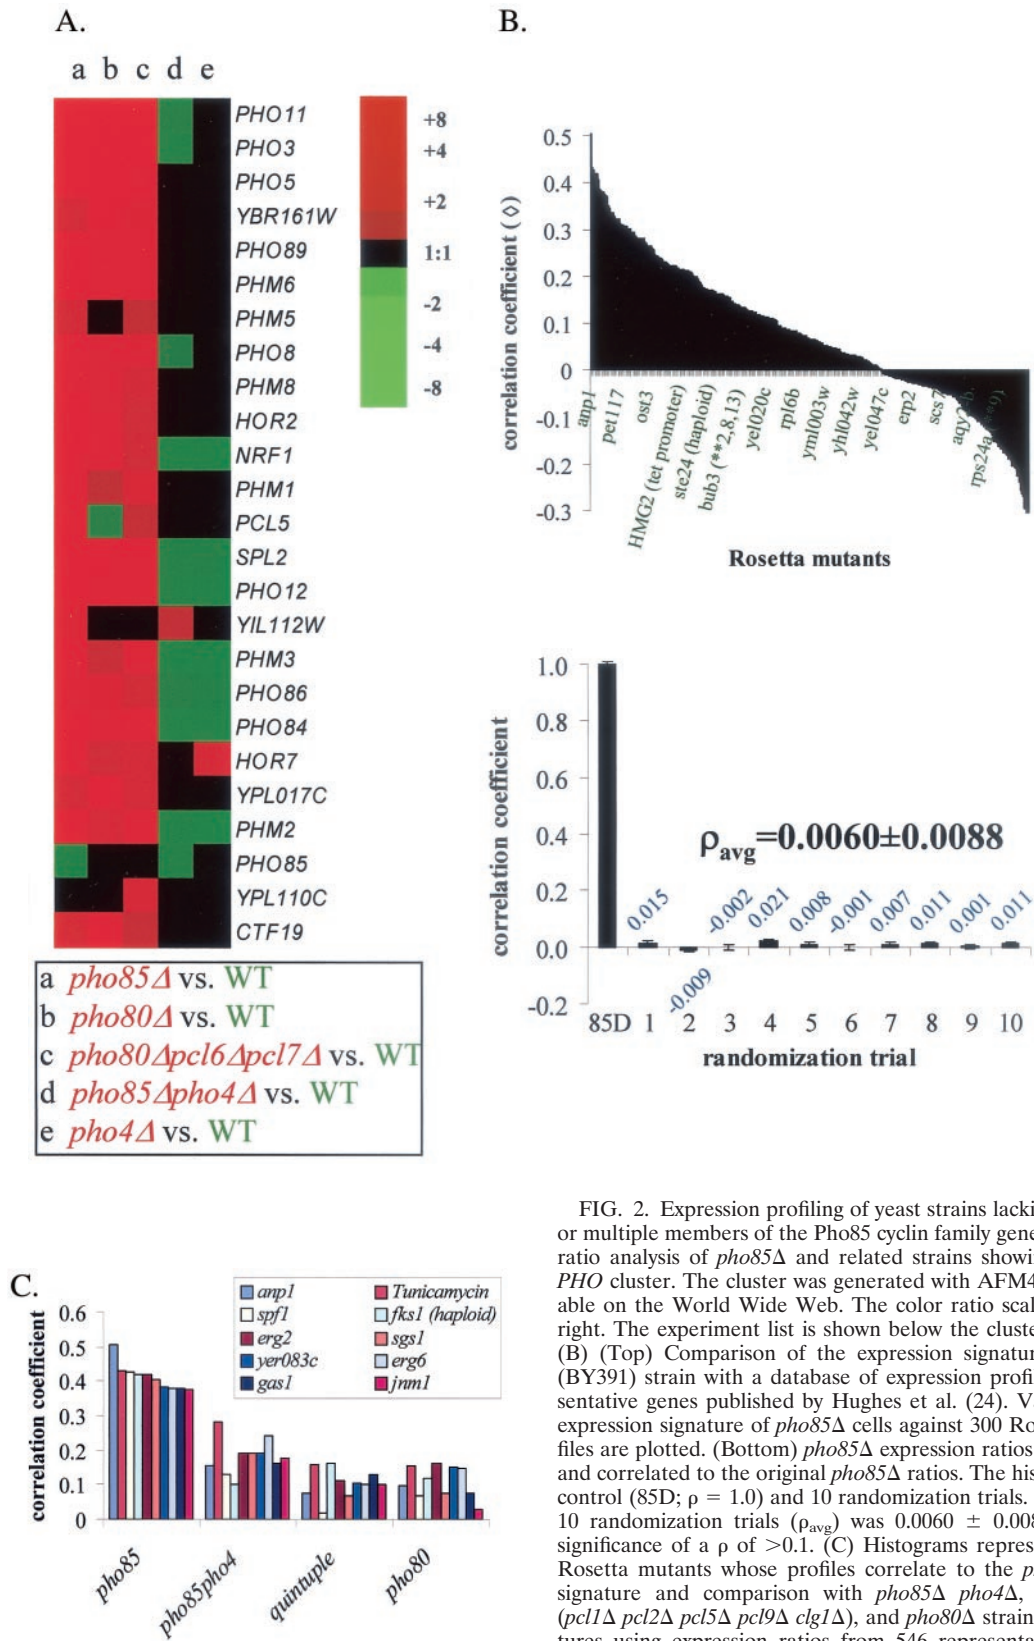 A.
a b c d e
PHO11
PHO3
PHO5
YBR161W
PHO89
PHM6
PHM5
PHO8
PHM8
HOR2
NRF1
PHM1
PCL5
SPL2
PHO12
YIL112W
PHM3
PHO86
PHO84
HOR7
YPL017C
PHM2
PHO85
YPL110C
CTF19
+8
+4
+2
1:1
-2
-4
-8
a pho85Δ vs. WT
b pho80Δ vs. WT
c pho80Δpcl6Δpcl7Δ vs. WT
d pho85Δpho4Δ vs. WT
e pho4Δ vs. WT
B.
correlation coefficient (◊)
0.5
0.4
0.3
0.2
0.1
0
-0.1
-0.2
-0.3
anp1
pet117
ost3
HMG2 (tet promoter)
ste24 (haploid)
bub3 (**2,8,13)
yel020c
rpl6b
yml003w
yhl042w
yel047c
erp2
scs7
rps24a (**9)
Rosetta mutants
correlation coefficient
1.0
0.8
0.6
0.4
0.2
0.0
-0.2
ρavg=0.0060±0.0088
0.015
-0.009
-0.002
0.021
0.008
-0.001
0.007
0.011
0.001
0.011
85D 1 2 3 4 5 6 7 8 9 10
randomization trial
C.
correlation coefficient
0.6
0.5
0.4
0.3
0.2
0.1
0
anp1 Tunicamycin
spf1 fks1 (haploid)
erg2 sgs1
yer083c erg6
gas1 jnm1
pho85
pho85pho4
quintuple
pho80
FIG. 2. Expression profiling of yeast strains lacki
or multiple members of the Pho85 cyclin family gene
ratio analysis of pho85Δ and related strains showi
PHO cluster. The cluster was generated with AFM4
able on the World Wide Web. The color ratio scal
right. The experiment list is shown below the cluste
(B) (Top) Comparison of the expression signatur
(BY391) strain with a database of expression profi
sentative genes published by Hughes et al. (24). V
expression signature of pho85Δ cells against 300 Ro
files are plotted. (Bottom) pho85Δ expression ratios
and correlated to the original pho85Δ ratios. The his
control (85D; ρ = 1.0) and 10 randomization trials.
10 randomization trials (ρavg) was 0.0060 ± 0.008
significance of a ρ of >0.1. (C) Histograms repres
Rosetta mutants whose profiles correlate to the p
signature and comparison with pho85Δ pho4Δ,
(pcl1Δ pcl2Δ pcl5Δ pcl9Δ clg1Δ), and pho80Δ strain
tures using expression ratios from 546 representa